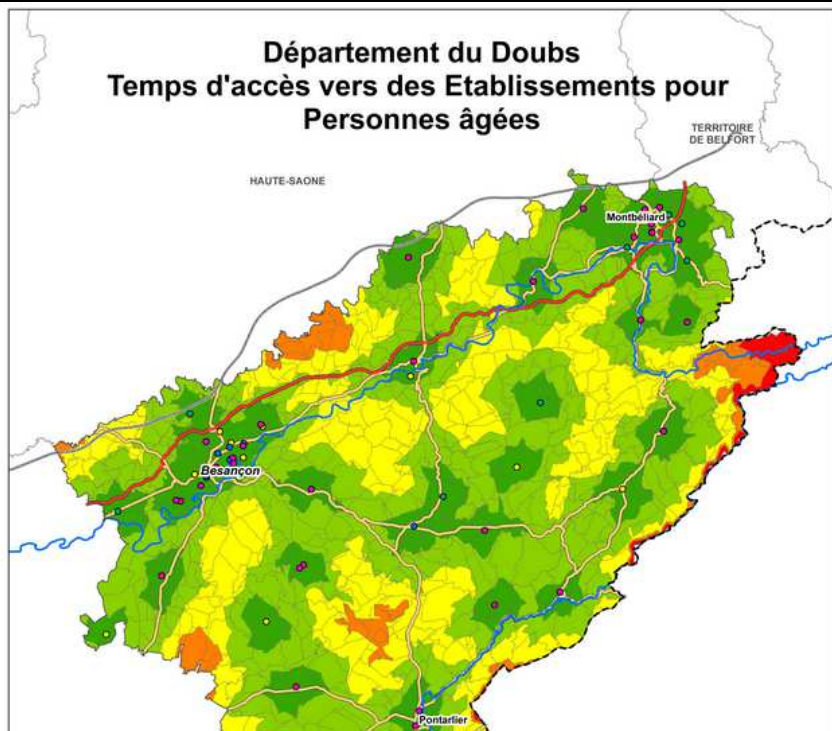 Département du Doubs
Temps d'accès vers des Etablissements pour
Personnes âgées
TERRITOIRE
DE BELFORT
HAUTE-SAONE
Montbéliard
Besançon
Pontarlier